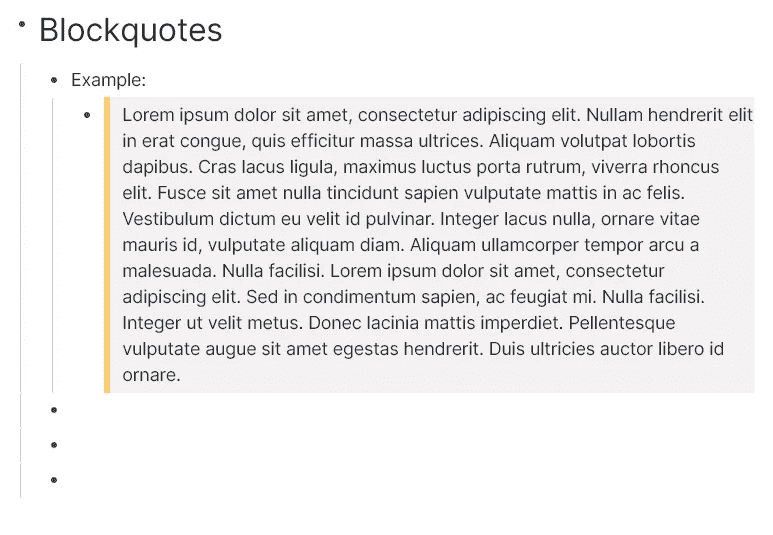 Blockquotes
Example:
Lorem ipsum dolor sit amet, consectetur adipiscing elit. Nullam hendrerit elit
in erat congue, quis efficitur massa ultrices. Aliquam volutpat lobortis
dapibus. Cras lacus ligula, maximus luctus porta rutrum, viverra rhoncus
elit. Fusce sit amet nulla tincidunt sapien vulputate mattis in ac felis.
Vestibulum dictum eu velit id pulvinar. Integer lacus nulla, ornare vitae
mauris id, vulputate aliquam diam. Aliquam ullamcorper tempor arcu a
malesuada. Nulla facilisi. Lorem ipsum dolor sit amet, consectetur
adipiscing elit. Sed in condimentum sapien, ac feugiat mi. Nulla facilisi.
Integer ut velit metus. Donec lacinia mattis imperdiet. Pellentesque
vulputate augue sit amet egestas hendrerit. Duis ultricies auctor libero id
ornare.